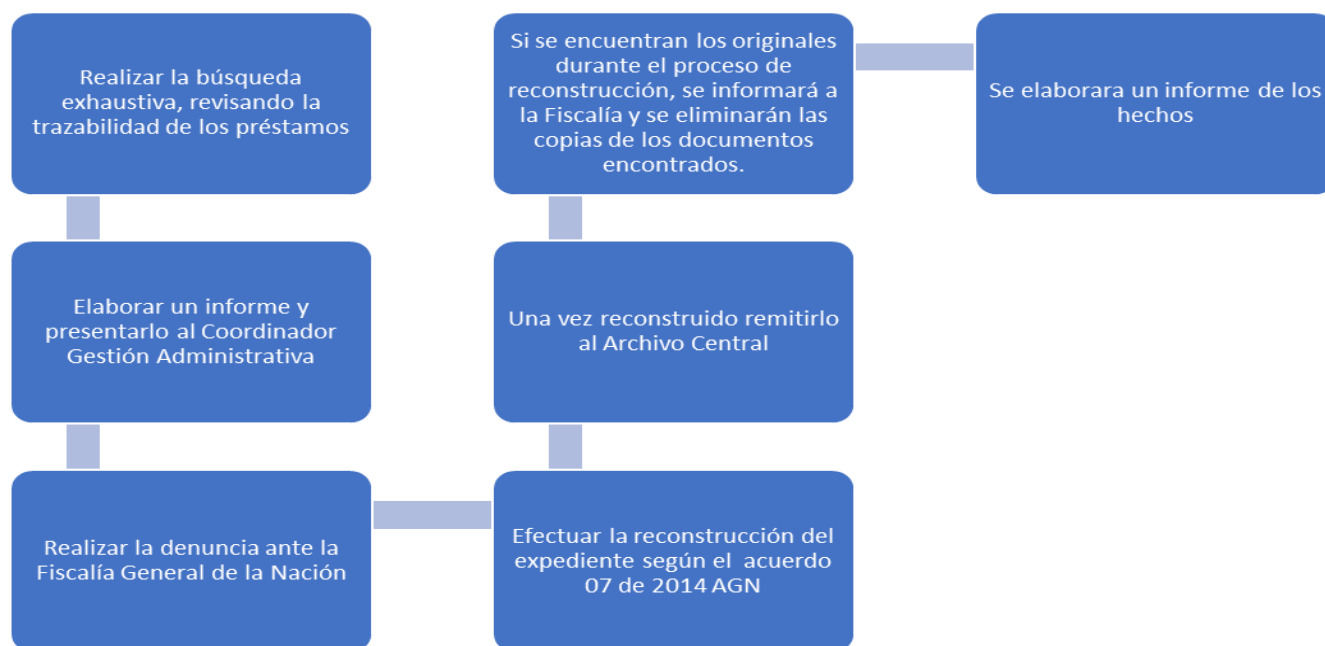 Realizar la búsqueda
exhaustiva, revisando la
trazabilidad de los préstamos
Elaborar un informe y
presentarlo al Coordinador
Gestión Administrativa
Realizar la denuncia ante la
Fiscalía General de la Nación
Efectuar la reconstrucción del
expediente según el acuerdo
07 de 2014 AGN
Una vez reconstruido remitirlo
al Archivo Central
Si se encuentran los originales
durante el proceso de
reconstrucción, se informará a
la Fiscalía y se eliminarán las
copias de los documentos
encontrados.
Se elaborara un informe de los
hechos